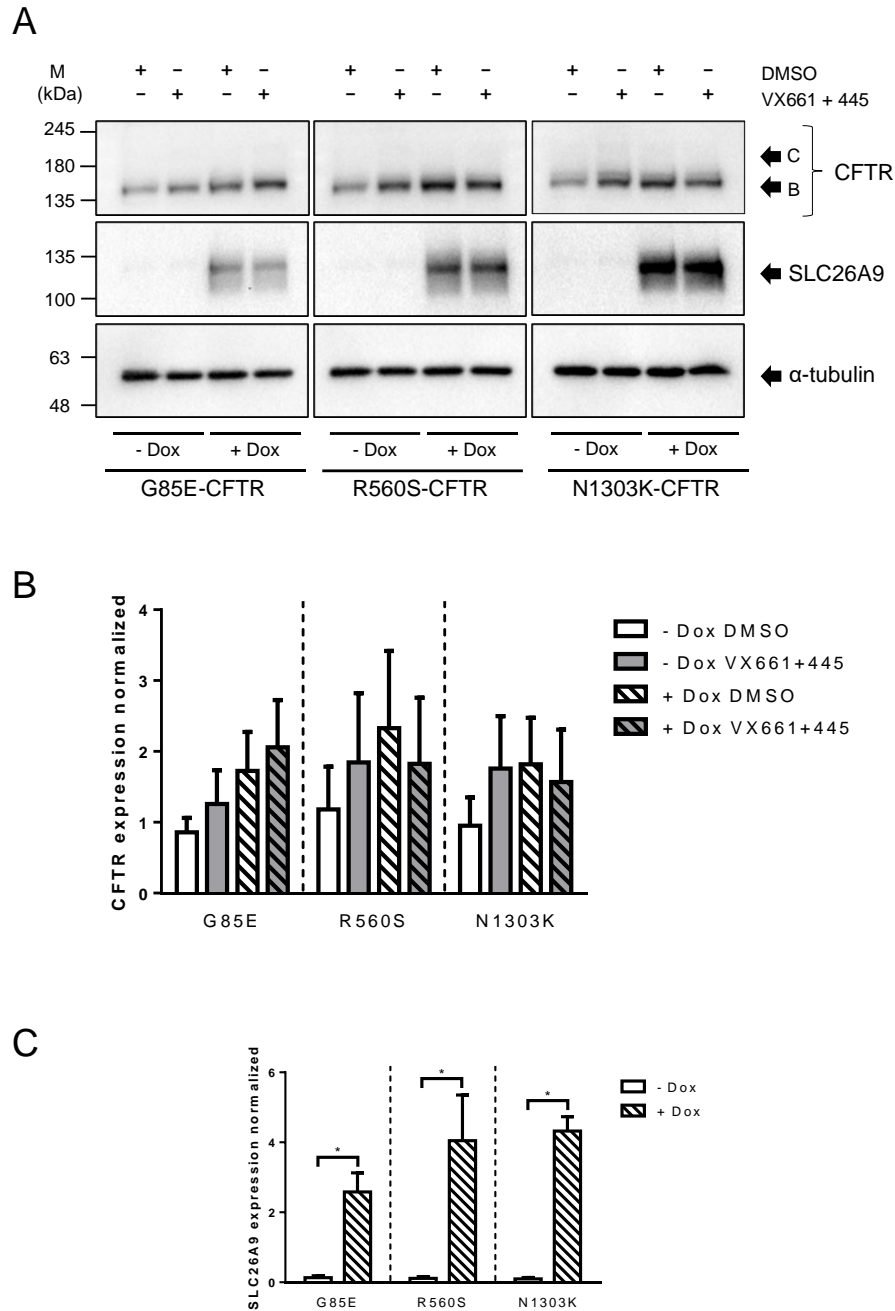 A
M + − + − + − + − + − + − DMSO
(kDa) − + − + − + − + − + − + VX661 + 445
245
180
135
C
B
CFTR
135
100
SLC26A9
63
48
α-tubulin
- Dox + Dox - Dox + Dox - Dox + Dox
G85E-CFTR R560S-CFTR N1303K-CFTR
B
CFTR expression normalized
4
3
2
1
0
G85E R560S N1303K
- Dox DMSO
- Dox VX661+445
+ Dox DMSO
+ Dox VX661+445
C
SLC26A9 expression normalized
6
4
2
0
* * *
G85E R560S N1303K
- Dox
+ Dox